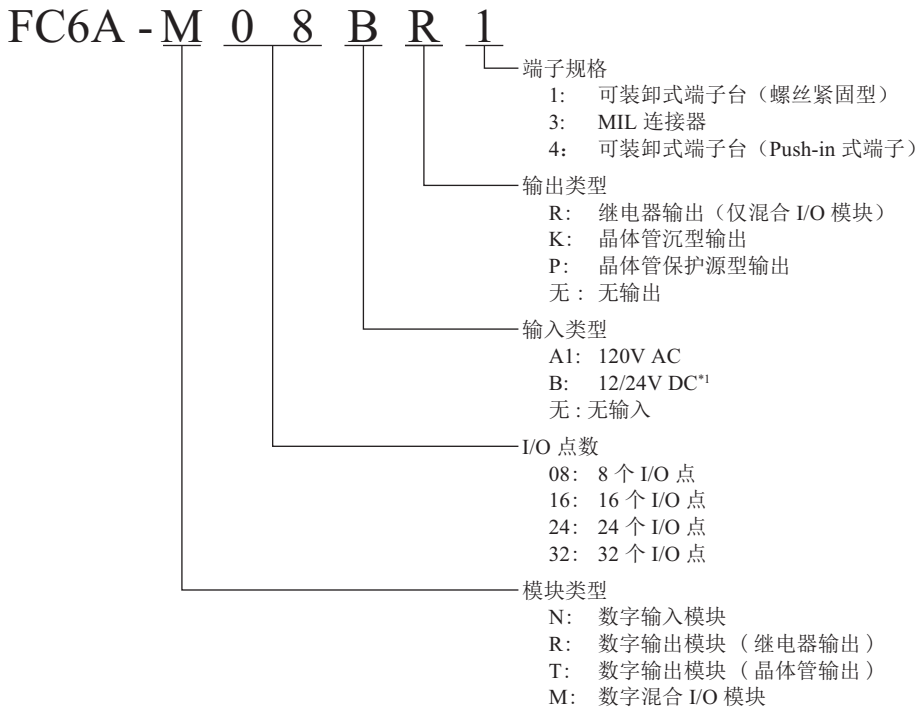 FC6A - M 0 8 B R 1
端子规格
1: 可装卸式端子台（螺丝紧固型）
3: MIL 连接器
4: 可装卸式端子台（Push-in 式端子）
输出类型
R: 继电器输出（仅混合 I/O 模块）
K: 晶体管沉型输出
P: 晶体管保护源型输出
无: 无输出
输入类型
A1: 120V AC
B: 12/24V DC*1
无: 无输入
I/O 点数
08: 8 个 I/O 点
16: 16 个 I/O 点
24: 24 个 I/O 点
32: 32 个 I/O 点
模块类型
N: 数字输入模块
R: 数字输出模块（继电器输出）
T: 数字输出模块（晶体管输出）
M: 数字混合 I/O 模块